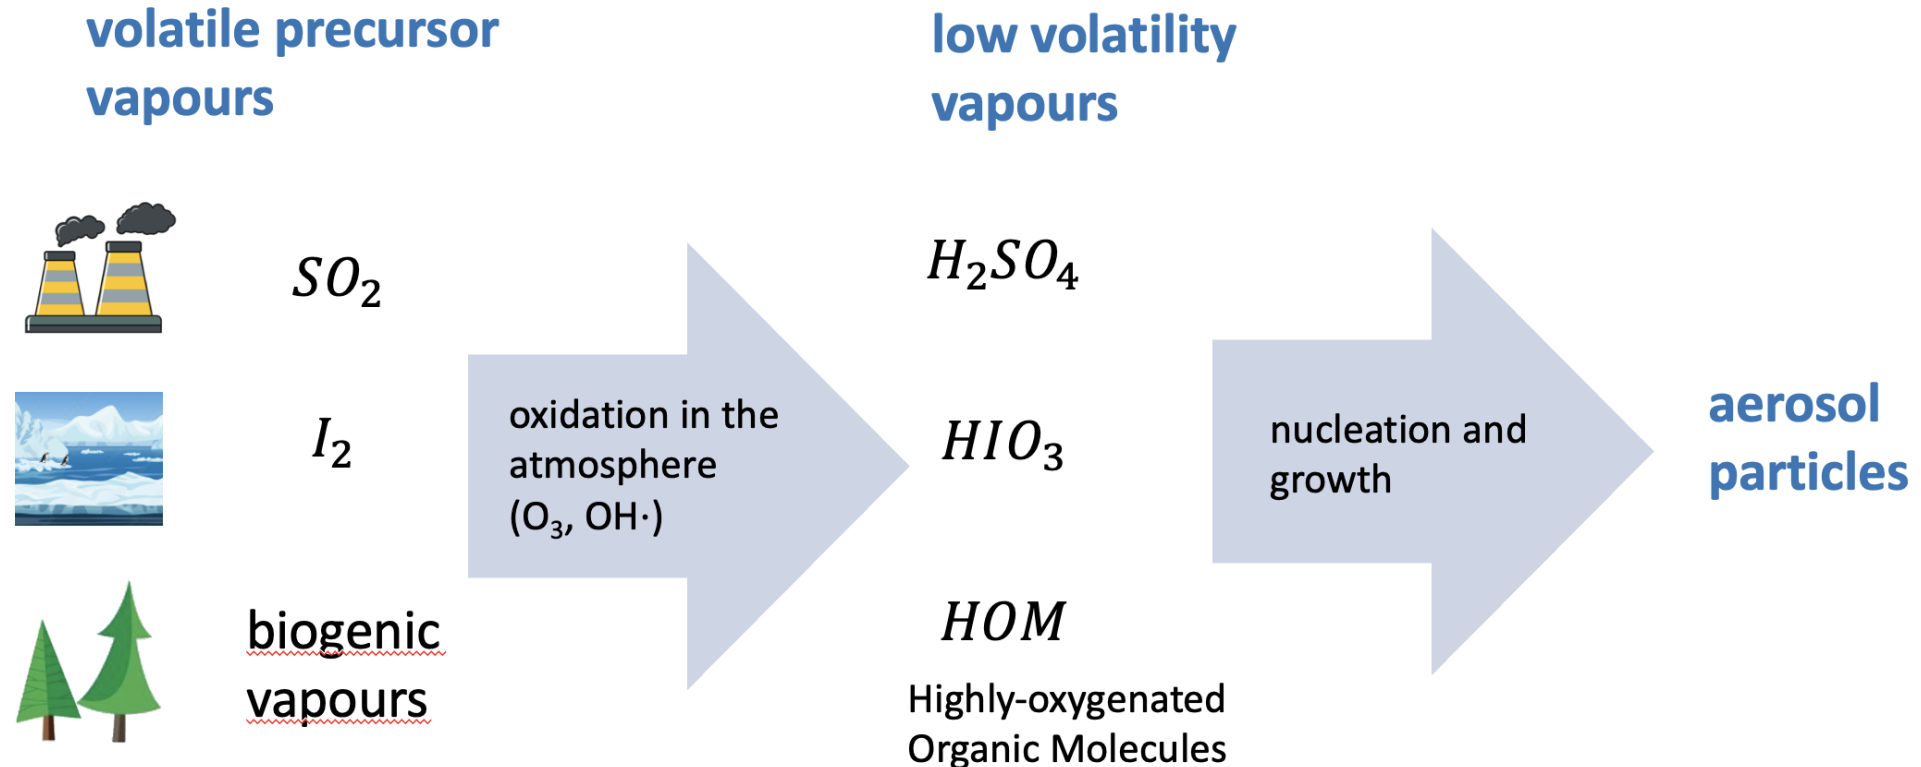 volatile precursor
vapours
low volatility
vapours
SO₂
H₂SO₄
I₂
oxidation in the
atmosphere
(O₃, OH·)
HIO₃
nucleation and
growth
aerosol
particles
biogenic
vapours
HOM
Highly-oxygenated
Organic Molecules